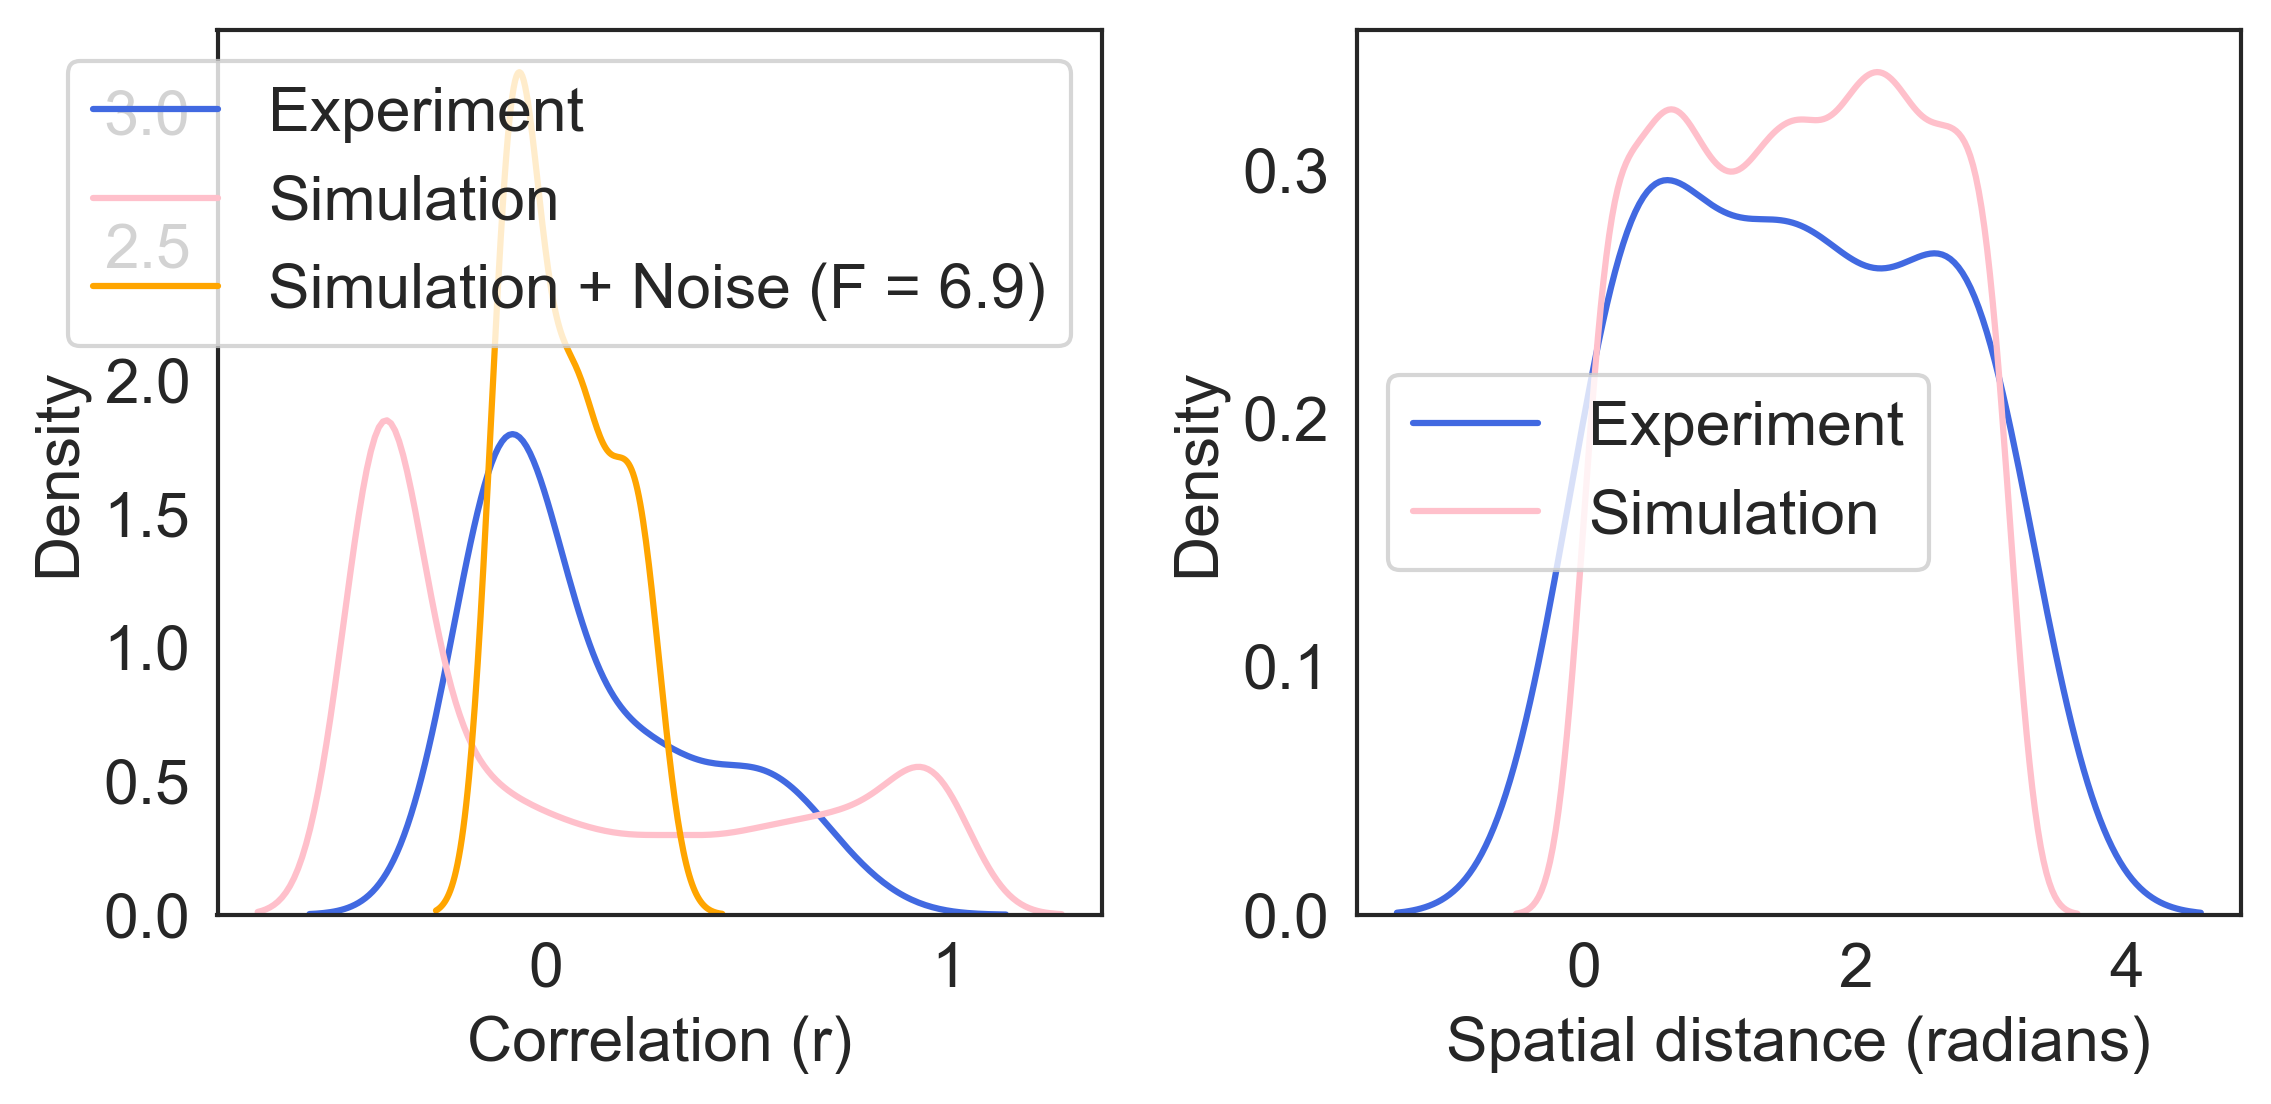 3.0
2.5
2.0
1.5
1.0
0.5
0.0
Density
Experiment
Simulation
Simulation + Noise (F = 6.9)
0 1
Correlation (r)
0.3
0.2
0.1
0.0
Density
Experiment
Simulation
0 2 4
Spatial distance (radians)